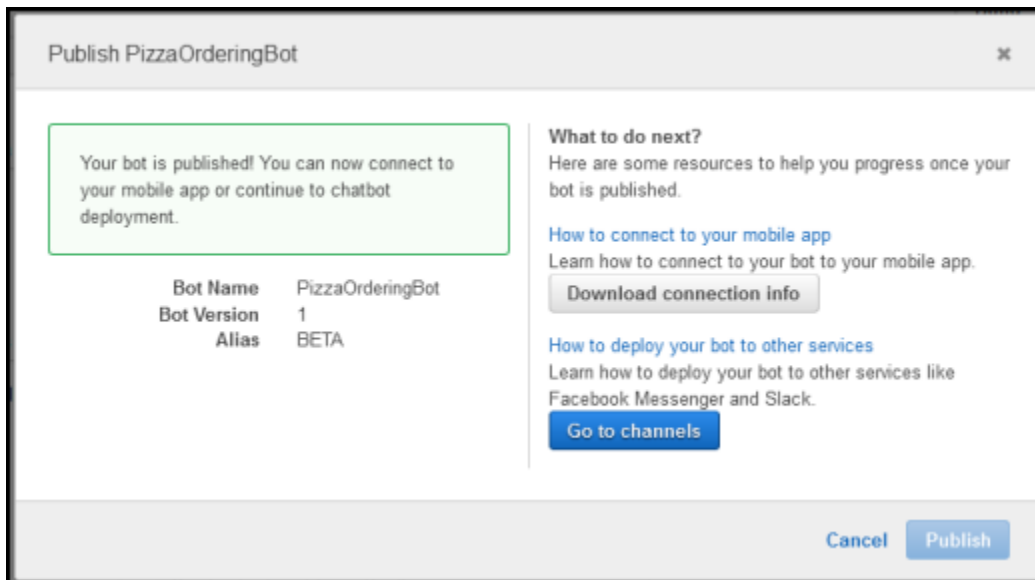 Publish PizzaOrderingBot
Your bot is published! You can now connect to
your mobile app or continue to chatbot
deployment.
Bot Name PizzaOrderingBot
Bot Version 1
Alias BETA
What to do next?
Here are some resources to help you progress once your
bot is published.
How to connect to your mobile app
Learn how to connect to your bot to your mobile app.
Download connection info
How to deploy your bot to other services
Learn how to deploy your bot to other services like
Facebook Messenger and Slack.
Go to channels
Cancel Publish